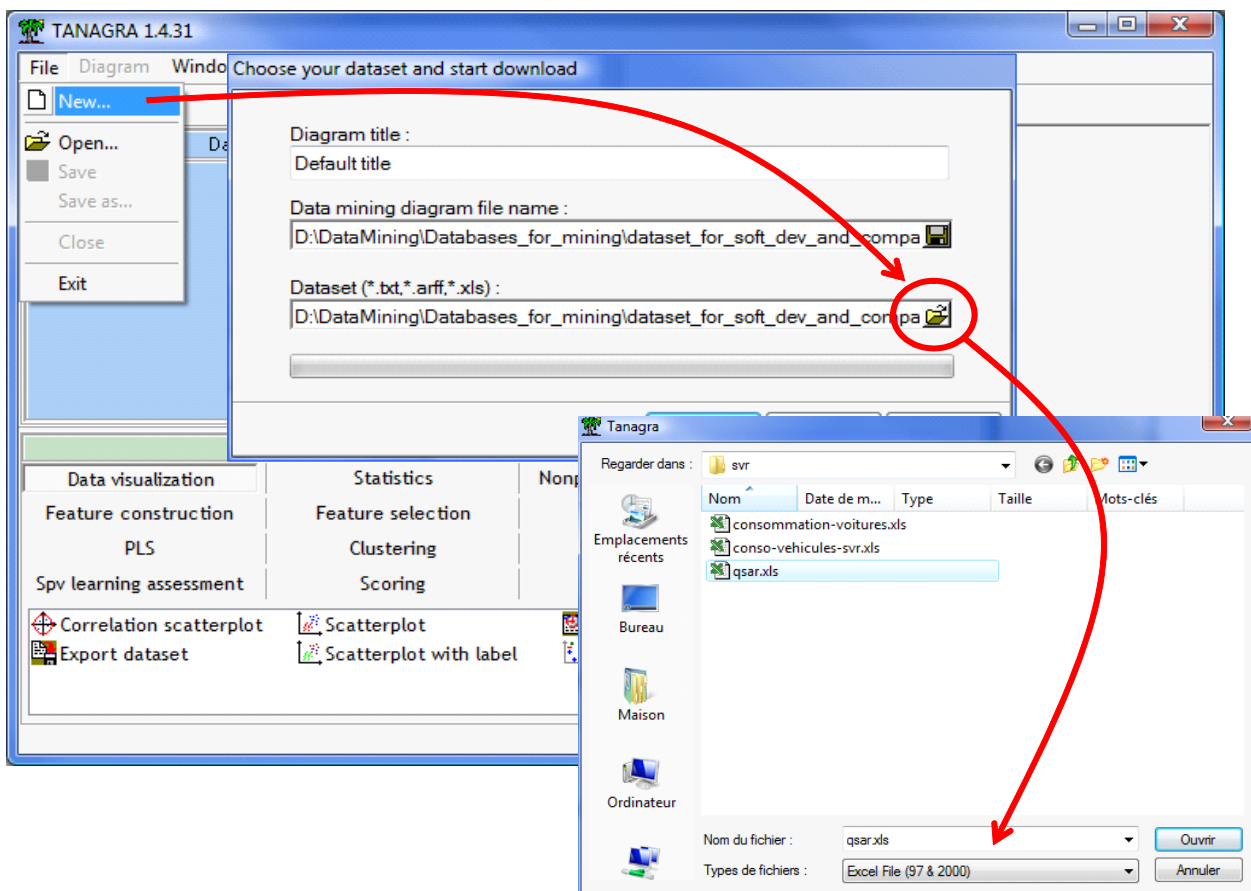 TANAGRA 1.4.31
File Diagram Windo
New...
Open...
Save
Save as...
Close
Exit
Choose your dataset and start download
Diagram title :
Default title
Data mining diagram file name :
D:\DataMining\Databases_for_mining\dataset_for_soft_dev_and_compa
Dataset (*.txt,*.arff,*.xls) :
D:\DataMining\Databases_for_mining\dataset_for_soft_dev_and_compa
Data visualization Statistics
Feature construction Feature selection
PLS Clustering
Spv learning assessment Scoring
Correlation scatterplot Scatterplot
Export dataset Scatterplot with label
Tanagra
Regarder dans : svr
Nom Date de m... Type Taille Mots-clés
consommation-voitures.xls
conso-vehicules-svr.xls
qsar.xls
Emplacements
récents
Bureau
Maison
Ordinateur
Nom du fichier : qsar.xls Ouvrir
Types de fichiers : Excel File (97 & 2000) Annuler